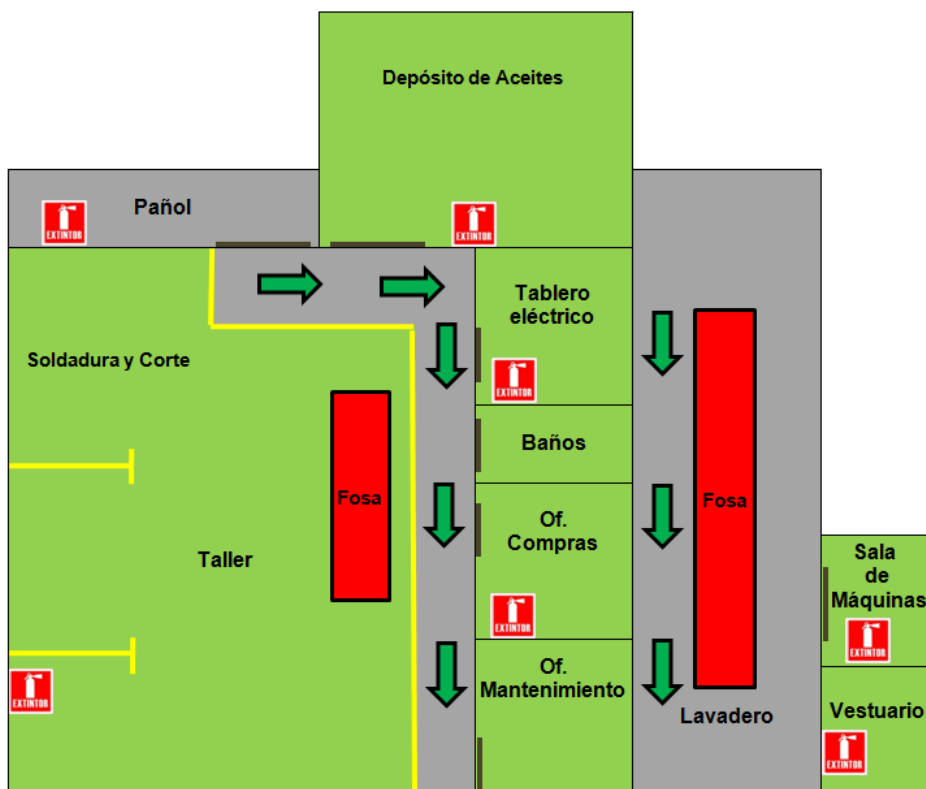 Depósito de Aceites
Pañol
EXTINTOR
EXTINTOR
Tablero
eléctrico
Soldadura y Corte
EXTINTOR
Baños
Fosa
Fosa
Of.
Compras
Taller
Sala
de
Máquinas
EXTINTOR
EXTINTOR
Of.
Mantenimiento
EXTINTOR
Lavadero
Vestuario
EXTINTOR